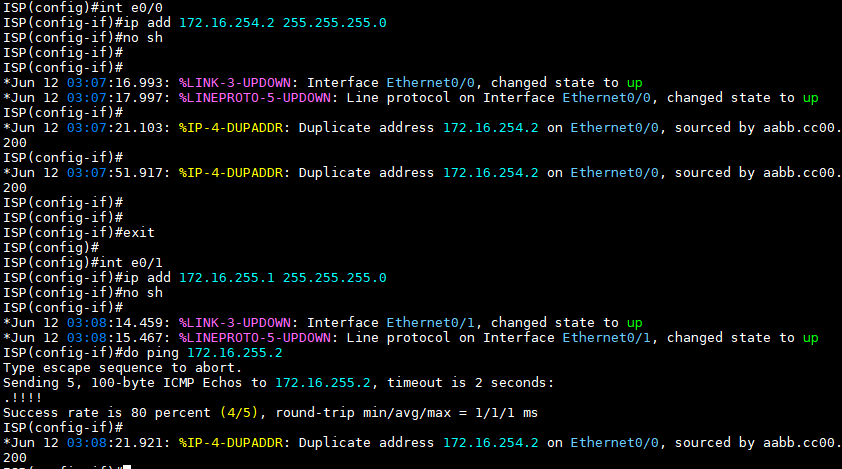 ISP(config)#int e0/0
ISP(config-if)#ip add 172.16.254.2 255.255.255.0
ISP(config-if)#no sh
ISP(config-if)#
ISP(config-if)#
*Jun 12 03:07:16.993: %LINK-3-UPDOWN: Interface Ethernet0/0, changed state to up
*Jun 12 03:07:17.997: %LINEPROTO-5-UPDOWN: Line protocol on Interface Ethernet0/0, changed state to up
ISP(config-if)#
*Jun 12 03:07:21.103: %IP-4-DUPADDR: Duplicate address 172.16.254.2 on Ethernet0/0, sourced by aabb.cc00.
200
ISP(config-if)#
*Jun 12 03:07:51.917: %IP-4-DUPADDR: Duplicate address 172.16.254.2 on Ethernet0/0, sourced by aabb.cc00.
200
ISP(config-if)#
ISP(config-if)#
ISP(config-if)#exit
ISP(config)#
ISP(config)#int e0/1
ISP(config-if)#ip add 172.16.255.1 255.255.255.0
ISP(config-if)#no sh
ISP(config-if)#
*Jun 12 03:08:14.459: %LINK-3-UPDOWN: Interface Ethernet0/1, changed state to up
*Jun 12 03:08:15.467: %LINEPROTO-5-UPDOWN: Line protocol on Interface Ethernet0/1, changed state to up
ISP(config-if)#do ping 172.16.255.2
Type escape sequence to abort.
Sending 5, 100-byte ICMP Echos to 172.16.255.2, timeout is 2 seconds:
.!!!!
Success rate is 80 percent (4/5), round-trip min/avg/max = 1/1/1 ms
ISP(config-if)#
*Jun 12 03:08:21.921: %IP-4-DUPADDR: Duplicate address 172.16.254.2 on Ethernet0/0, sourced by aabb.cc00.
200
ISP(config-if)#